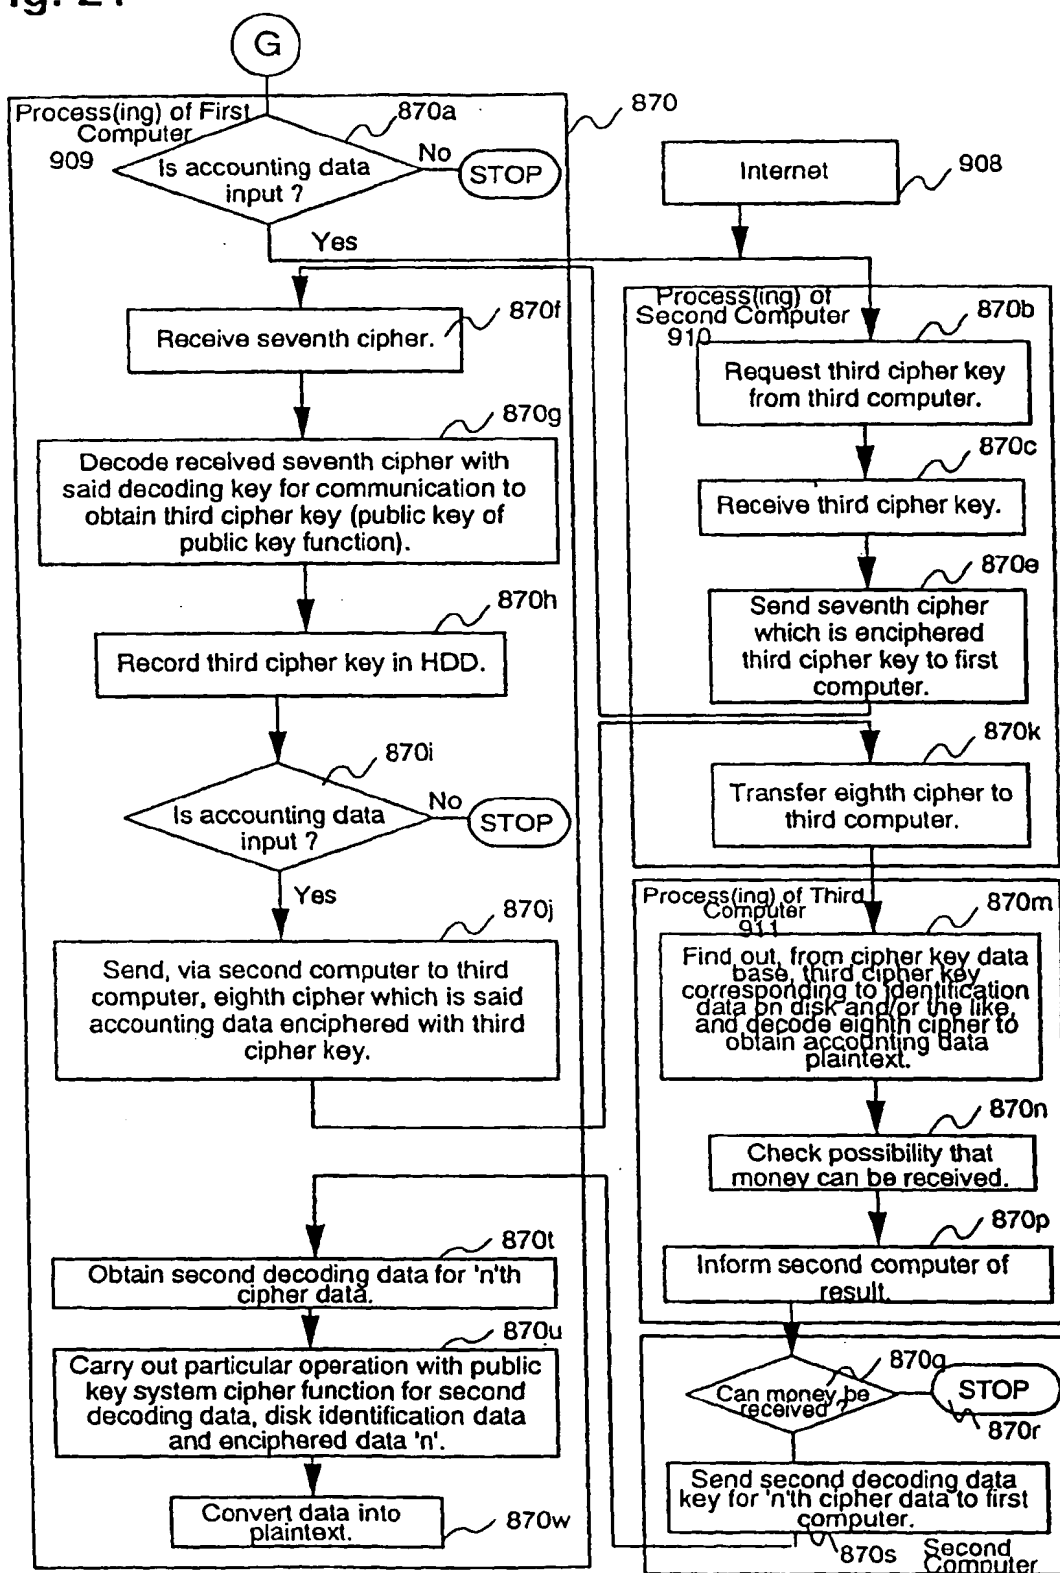 G
Process(ing) of First
Computer
909
870a
870
Is accounting data
input ?
No
STOP
Yes
Internet
908
Receive seventh cipher.
870f
Process(ing) of
Second Computer
910
870b
Request third cipher key
from third computer.
870g
Decode received seventh cipher with
said decoding key for communication to
obtain third cipher key (public key of
public key function).
870c
Receive third cipher key.
870e
Send seventh cipher
which is enciphered
third cipher key to first
computer.
870h
Record third cipher key in HDD.
870i
Is accounting data
input ?
No
STOP
Yes
870k
Transfer eighth cipher to
third computer.
870j
Send, via second computer to third
computer, eighth cipher which is said
accounting data enciphered with third
cipher key.
Process(ing) of Third
Computer
911
870m
Find out, from cipher key data
base, third cipher key
corresponding to identification
data on disk and/or the like,
and decode eighth cipher to
obtain accounting data
plaintext.
870n
Check possibility that
money can be received.
870p
Inform second computer of
result.
870t
Obtain second decoding data for 'n'th
cipher data.
870u
Carry out particular operation with public
key system cipher function for second
decoding data, disk identification data
and enciphered data 'n'.
Convert data into
plaintext.
870w
870q
Can money be
received ?
STOP
870r
Send second decoding data
key for 'n'th cipher data to first
computer.
870s
Second
Computer